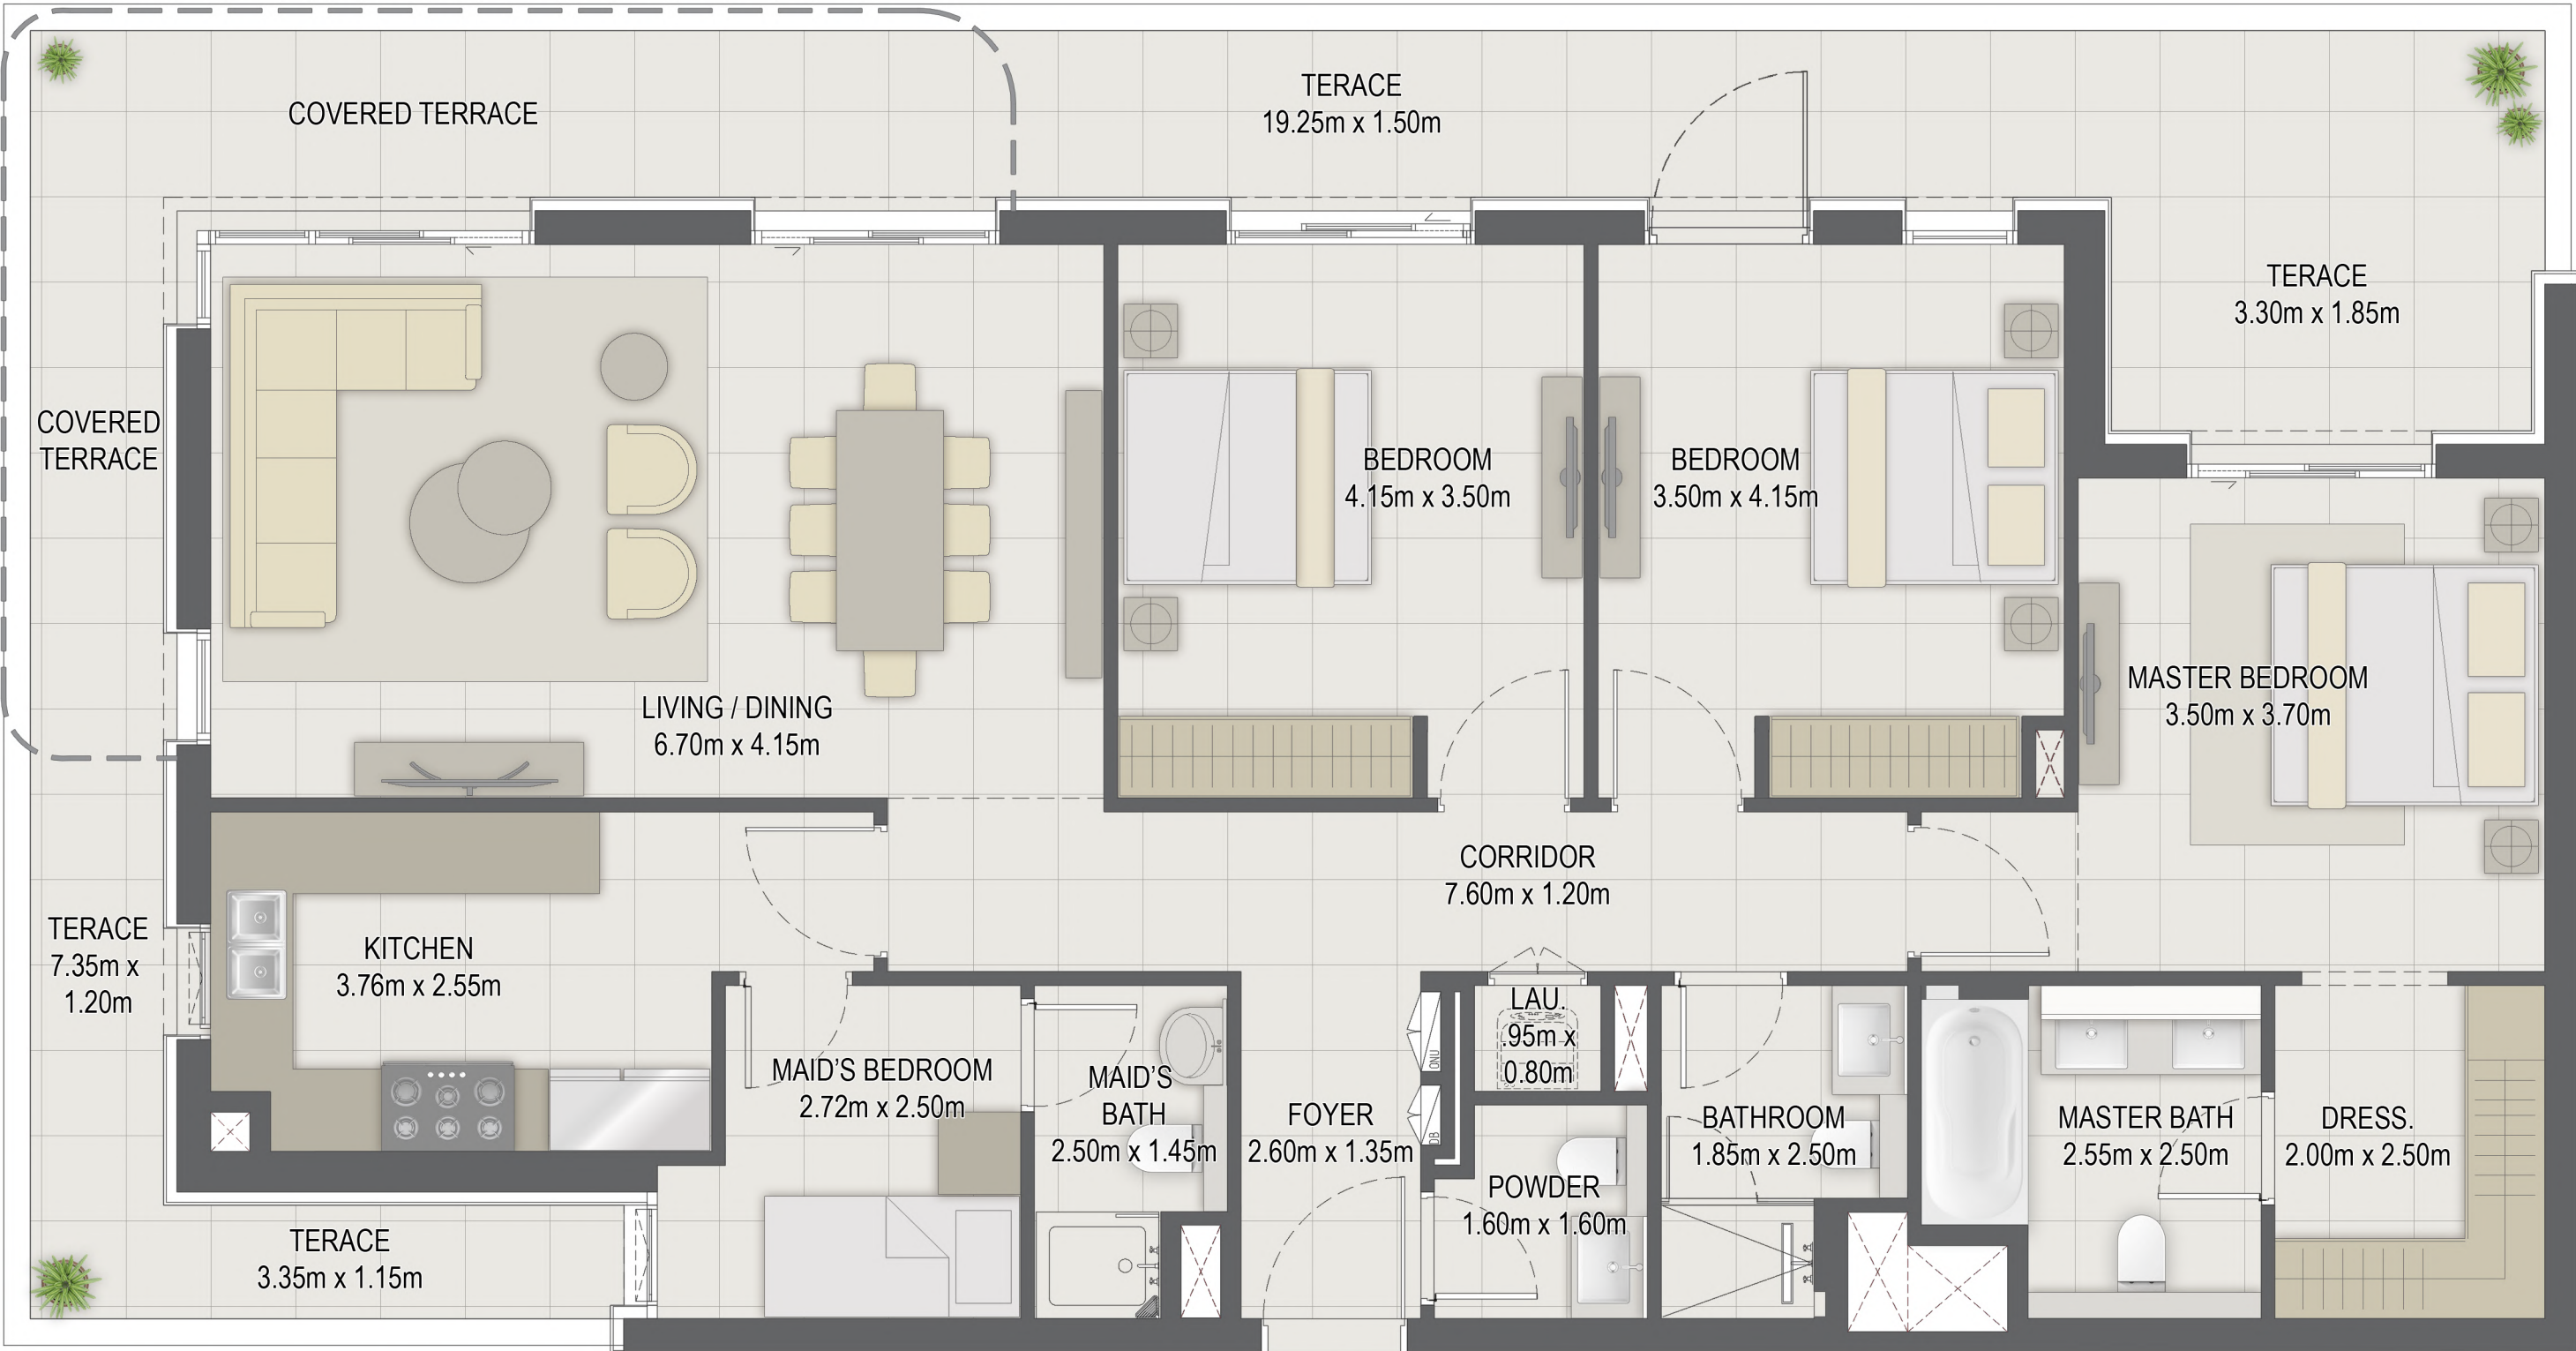 COVERED TERRACE
TERACE
19.25m x 1.50m
TERACE
3.30m x 1.85m
COVERED
TERRACE
BEDROOM
4.15m x 3.50m
BEDROOM
3.50m x 4.15m
MASTER BEDROOM
3.50m x 3.70m
LIVING / DINING
6.70m x 4.15m
CORRIDOR
7.60m x 1.20m
TERACE
7.35m x
1.20m
KITCHEN
3.76m x 2.55m
MAID'S BEDROOM
2.72m x 2.50m
MAID'S
BATH
2.50m x 1.45m
FOYER
2.60m x 1.35m
ONU
DB
LAU.
.95m x
0.80m
POWDER
1.60m x 1.60m
BATHROOM
1.85m x 2.50m
MASTER BATH
2.55m x 2.50m
DRESS.
2.00m x 2.50m
TERACE
3.35m x 1.15m